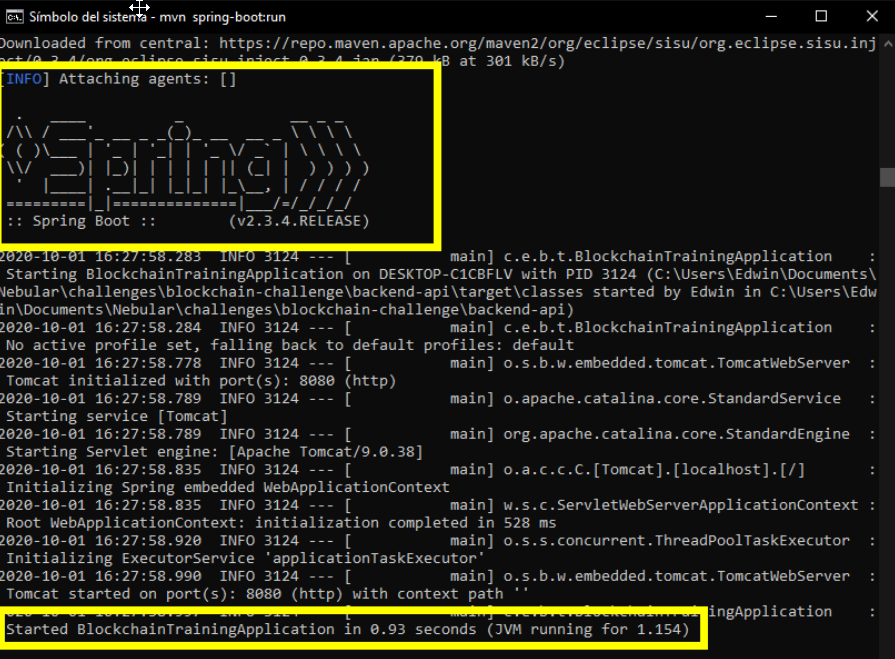 Símbolo del sistema - mvn spring-boot:run
Downloaded from central: https://repo.maven.apache.org/maven2/org/eclipse/sisu/org.eclipse.sisu.inj
ect/0.3.4/org.eclipse.sisu.inject-0.3.4.jar (379 kB at 301 kB/s)
[INFO] Attaching agents: []
Spring
:: Spring Boot ::        (v2.3.4.RELEASE)
2020-10-01 16:27:58.283  INFO 3124 --- [           main] c.e.b.t.BlockchainTrainingApplication    :
Starting BlockchainTrainingApplication on DESKTOP-C1CBFLV with PID 3124 (C:\Users\Edwin\Documents\
Nebular\challenges\blockchain-challenge\backend-api\target\classes started by Edwin in C:\Users\Edw
in\Documents\Nebular\challenges\blockchain-challenge\backend-api)
2020-10-01 16:27:58.284  INFO 3124 --- [           main] c.e.b.t.BlockchainTrainingApplication    :
No active profile set, falling back to default profiles: default
2020-10-01 16:27:58.778  INFO 3124 --- [           main] o.s.b.w.embedded.tomcat.TomcatWebServer  :
Tomcat initialized with port(s): 8080 (http)
2020-10-01 16:27:58.789  INFO 3124 --- [           main] o.apache.catalina.core.StandardService   :
Starting service [Tomcat]
2020-10-01 16:27:58.789  INFO 3124 --- [           main] org.apache.catalina.core.StandardEngine  :
Starting Servlet engine: [Apache Tomcat/9.0.38]
2020-10-01 16:27:58.835  INFO 3124 --- [           main] o.a.c.c.C.[Tomcat].[localhost].[/]       :
Initializing Spring embedded WebApplicationContext
2020-10-01 16:27:58.835  INFO 3124 --- [           main] w.s.c.ServletWebServerApplicationContext :
Root WebApplicationContext: initialization completed in 528 ms
2020-10-01 16:27:58.920  INFO 3124 --- [           main] o.s.s.concurrent.ThreadPoolTaskExecutor  :
Initializing ExecutorService 'applicationTaskExecutor'
2020-10-01 16:27:58.990  INFO 3124 --- [           main] o.s.b.w.embedded.tomcat.TomcatWebServer  :
Tomcat started on port(s): 8080 (http) with context path ''
2020-10-01 16:27:58.997  INFO 3124 --- [           main] c.e.b.t.BlockchainTrainingApplication    :
Started BlockchainTrainingApplication in 0.93 seconds (JVM running for 1.154)